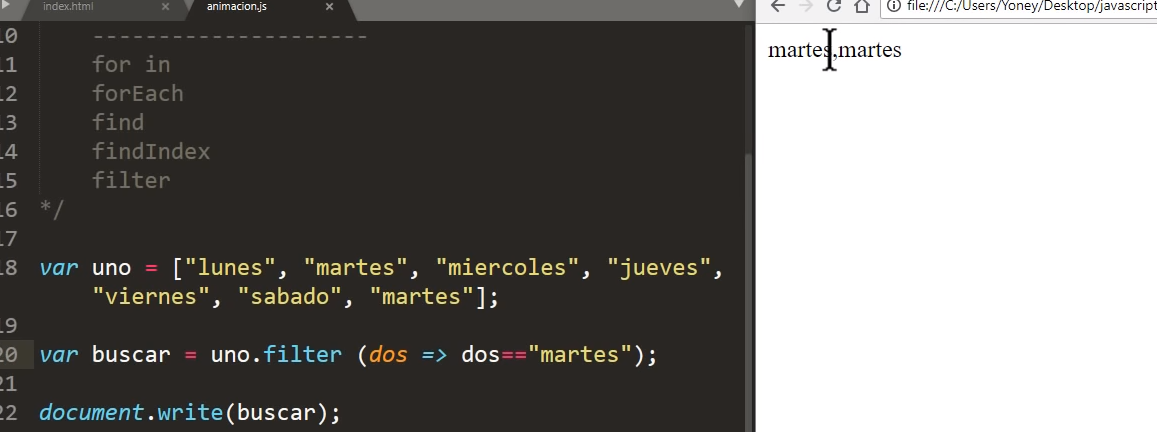 index.html × animacion.js ×
file:///C:/Users/Yoney/Desktop/javascript
martes,martes
10 ---------------------
11 for in
12 forEach
13 find
14 findIndex
15 filter
16 */
17
18 var uno = ["lunes", "martes", "miercoles", "jueves",
"viernes", "sabado", "martes"];
19
20 var buscar = uno.filter (dos => dos=="martes");
21
22 document.write(buscar);